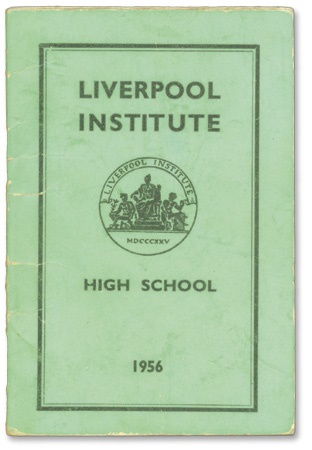 LIVERPOOL
INSTITUTE
LIVERPOOL INSTITUTE
MDCCCXXV
HIGH SCHOOL
1956